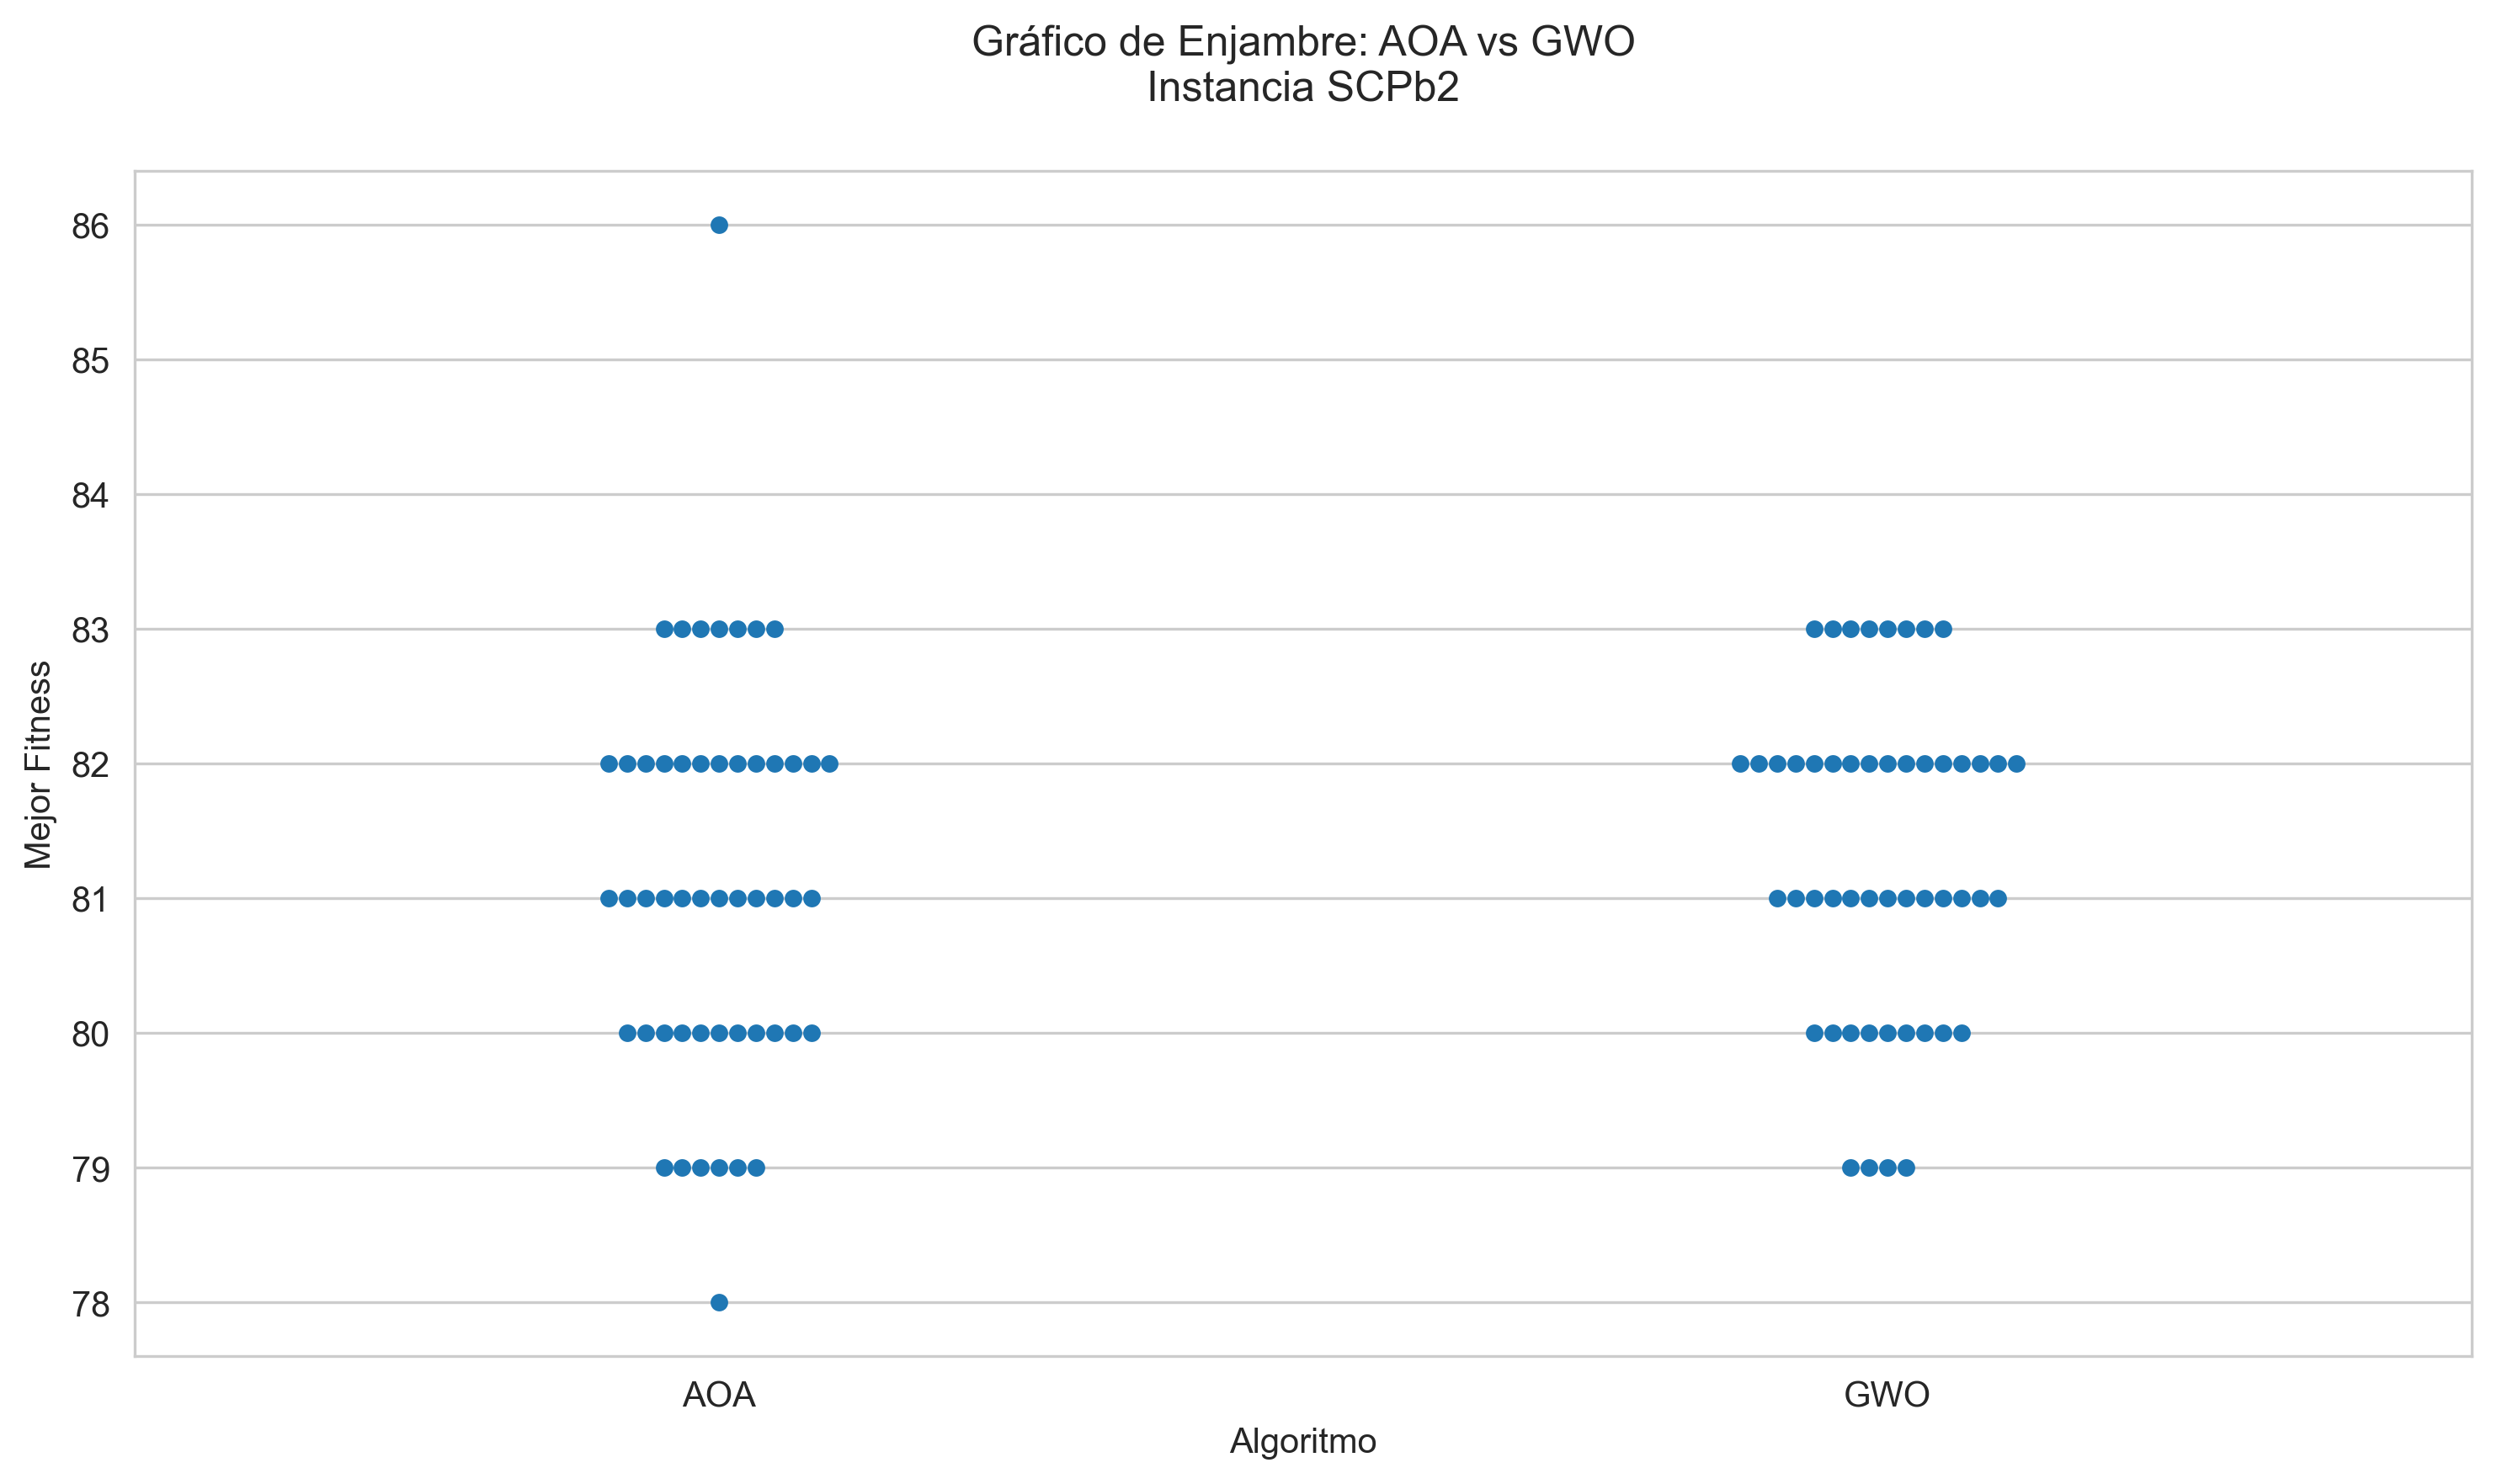 Gráfico de Enjambre: AOA vs GWO
Instancia SCPb2
Mejor Fitness
86
85
84
83
82
81
80
79
78
AOA
GWO
Algoritmo